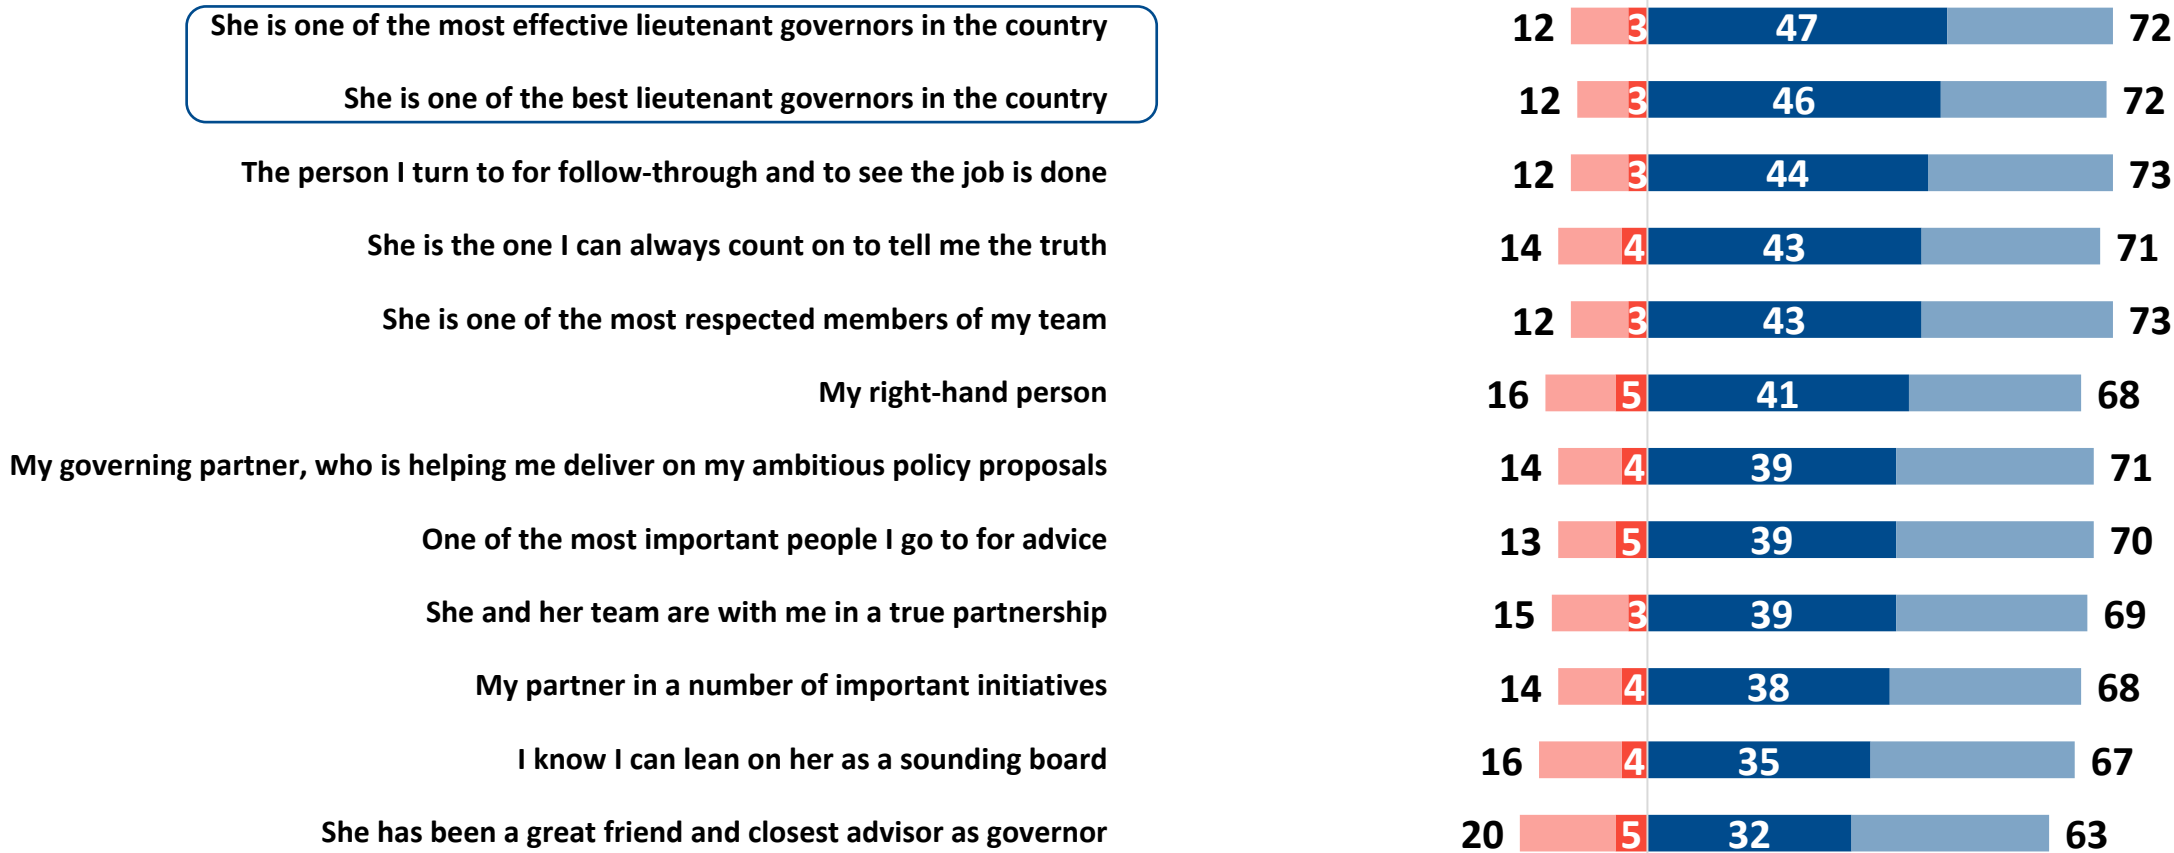 She is one of the most effective lieutenant governors in the country 12 3 47 72
She is one of the best lieutenant governors in the country 12 3 46 72
The person I turn to for follow-through and to see the job is done 12 3 44 73
She is the one I can always count on to tell me the truth 14 4 43 71
She is one of the most respected members of my team 12 3 43 73
My right-hand person 16 5 41 68
My governing partner, who is helping me deliver on my ambitious policy proposals 14 4 39 71
One of the most important people I go to for advice 13 5 39 70
She and her team are with me in a true partnership 15 3 39 69
My partner in a number of important initiatives 14 4 38 68
I know I can lean on her as a sounding board 16 4 35 67
She has been a great friend and closest advisor as governor 20 5 32 63